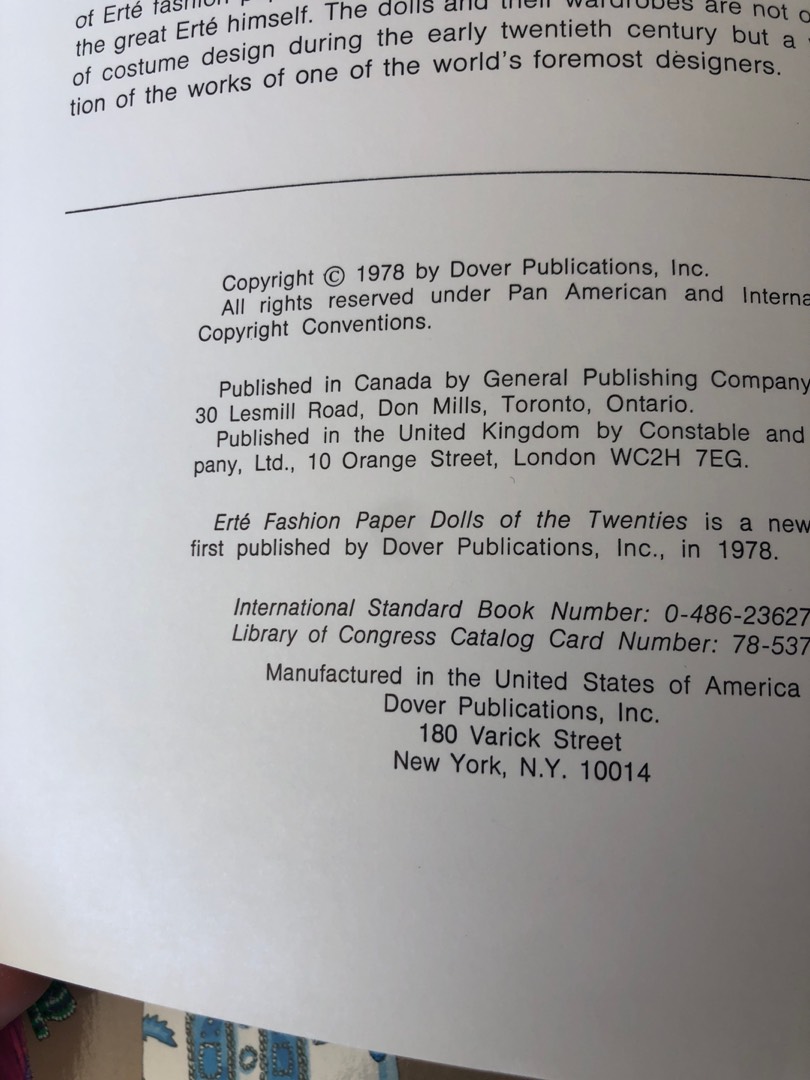 of Erté fashion
the great Erté himself. The dolls and their wardrobes are not
of costume design during the early twentieth century but a
tion of the works of one of the world's foremost designers.
Copyright © 1978 by Dover Publications, Inc.
All rights reserved under Pan American and Interna
Copyright Conventions.
Published in Canada by General Publishing Company
30 Lesmill Road, Don Mills, Toronto, Ontario.
Published in the United Kingdom by Constable and
pany, Ltd., 10 Orange Street, London WC2H 7EG.
Erté Fashion Paper Dolls of the Twenties is a new
first published by Dover Publications, Inc., in 1978.
International Standard Book Number: 0-486-23627
Library of Congress Catalog Card Number: 78-537
Manufactured in the United States of America
Dover Publications, Inc.
180 Varick Street
New York, N.Y. 10014